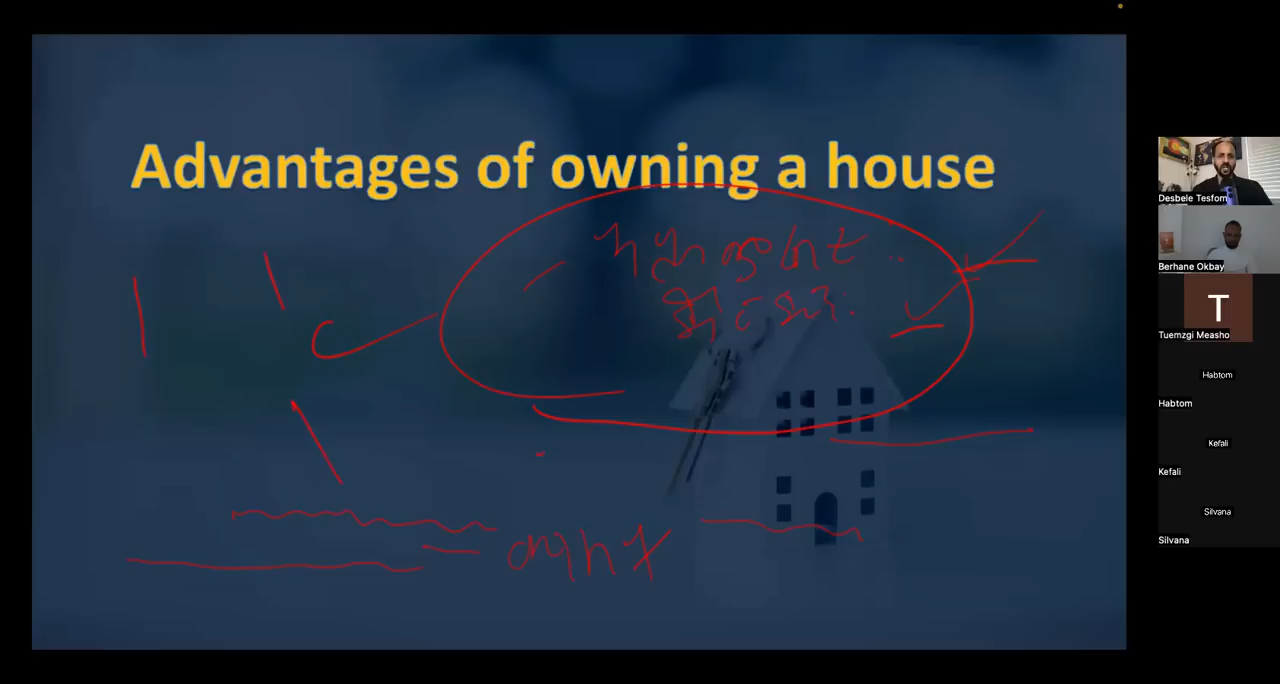 Advantages of owning a house
Desbele Tesfom
Berhane Okbay
T
Tuemzgi Measho
Habtom
Habtom
Kefali
Kefali
Silvana
Silvana